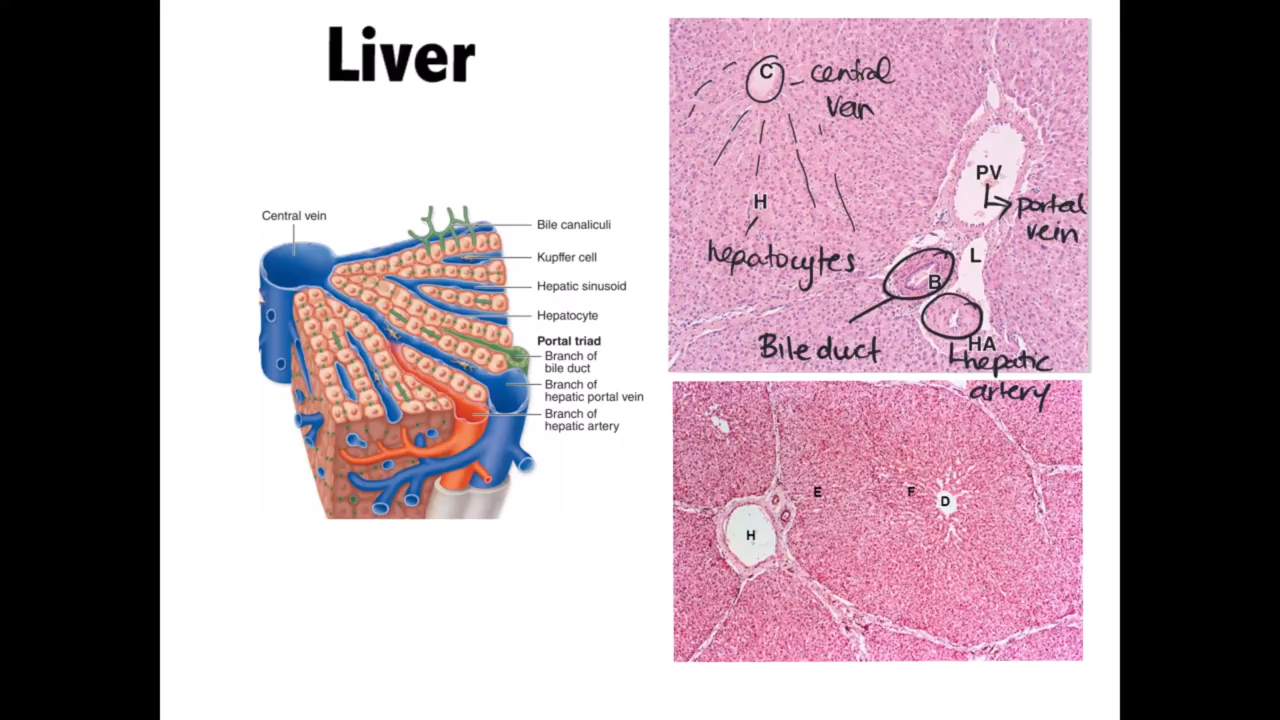 Liver
Central vein
Bile canaliculi
Kupffer cell
Hepatic sinusoid
Hepatocyte
Portal triad
Branch of
bile duct
Branch of
hepatic portal vein
Branch of
hepatic artery
C
central
vein
PV
portal
vein
H
hepatocytes
L
B
Bile duct
HA
hepatic
artery
E
F
D
H